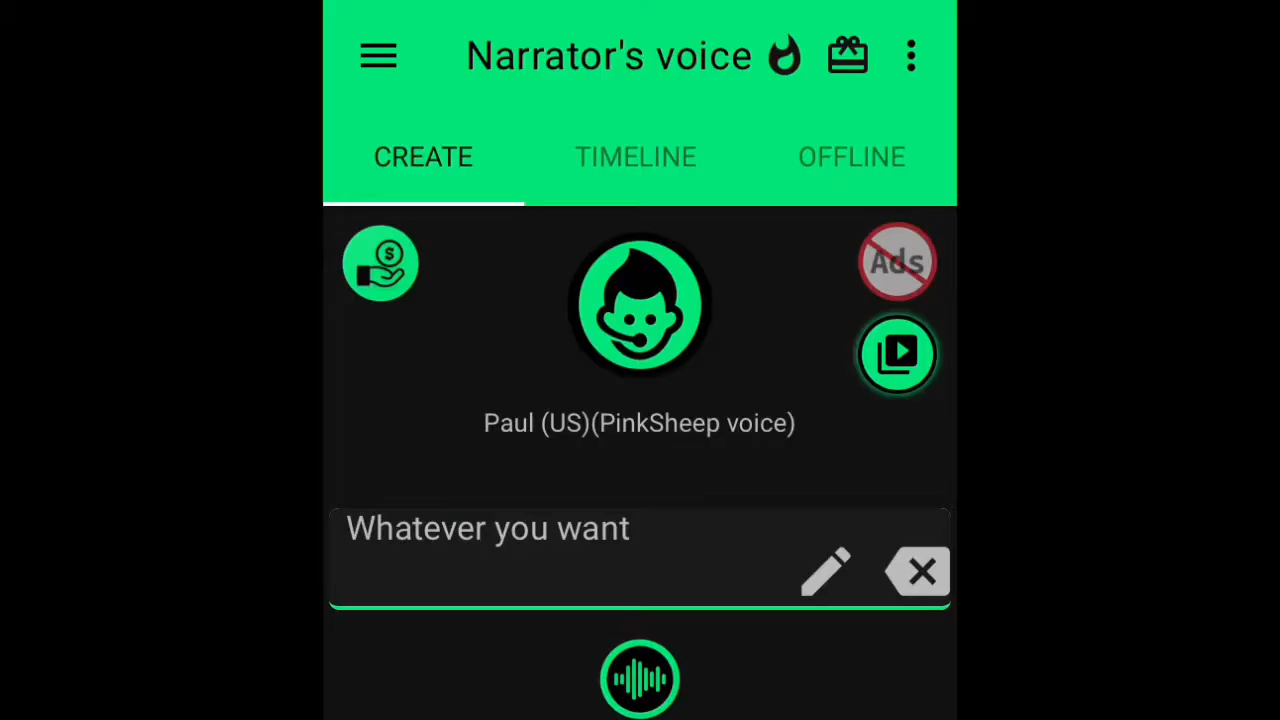 Narrator's voice
CREATE TIMELINE OFFLINE
$
Ads
Paul (US)(PinkSheep voice)
Whatever you want